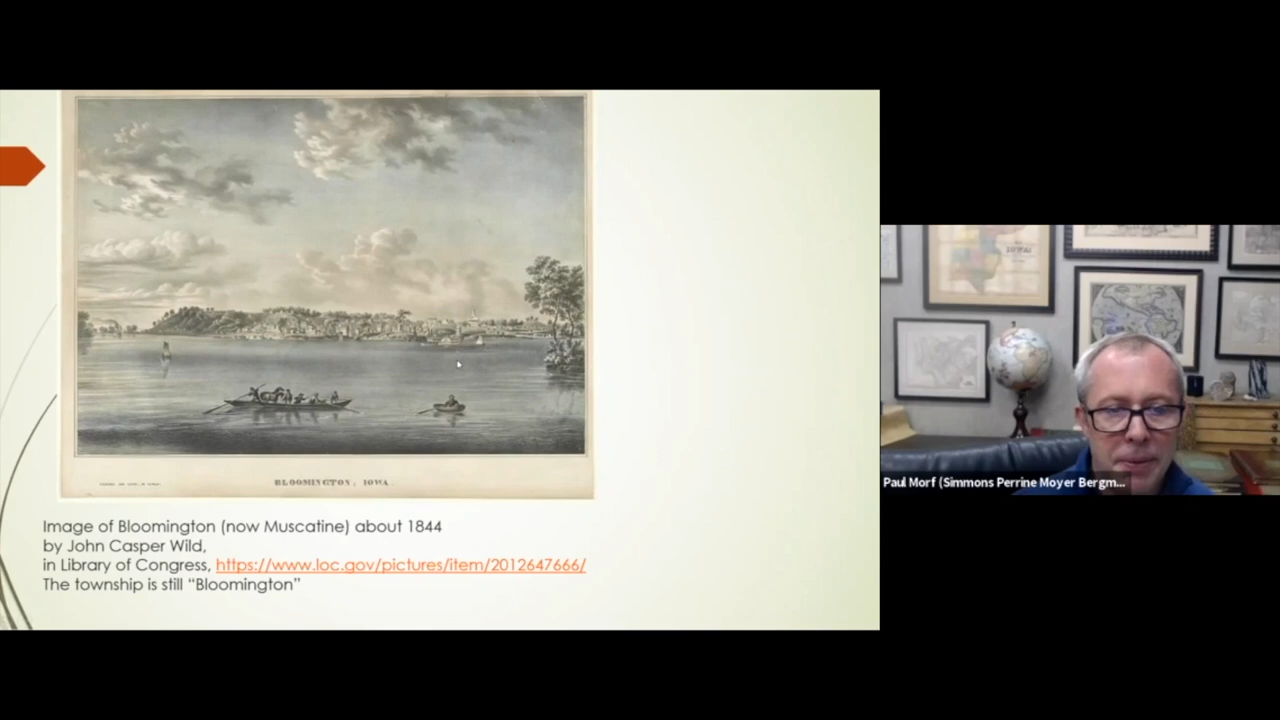 BLOOMINGTON, IOWA.
Image of Bloomington (now Muscatine) about 1844
by John Casper Wild,
in Library of Congress, https://www.loc.gov/pictures/item/2012647666/
The township is still “Bloomington”
Paul Morf (Simmons Perrine Moyer Bergm...